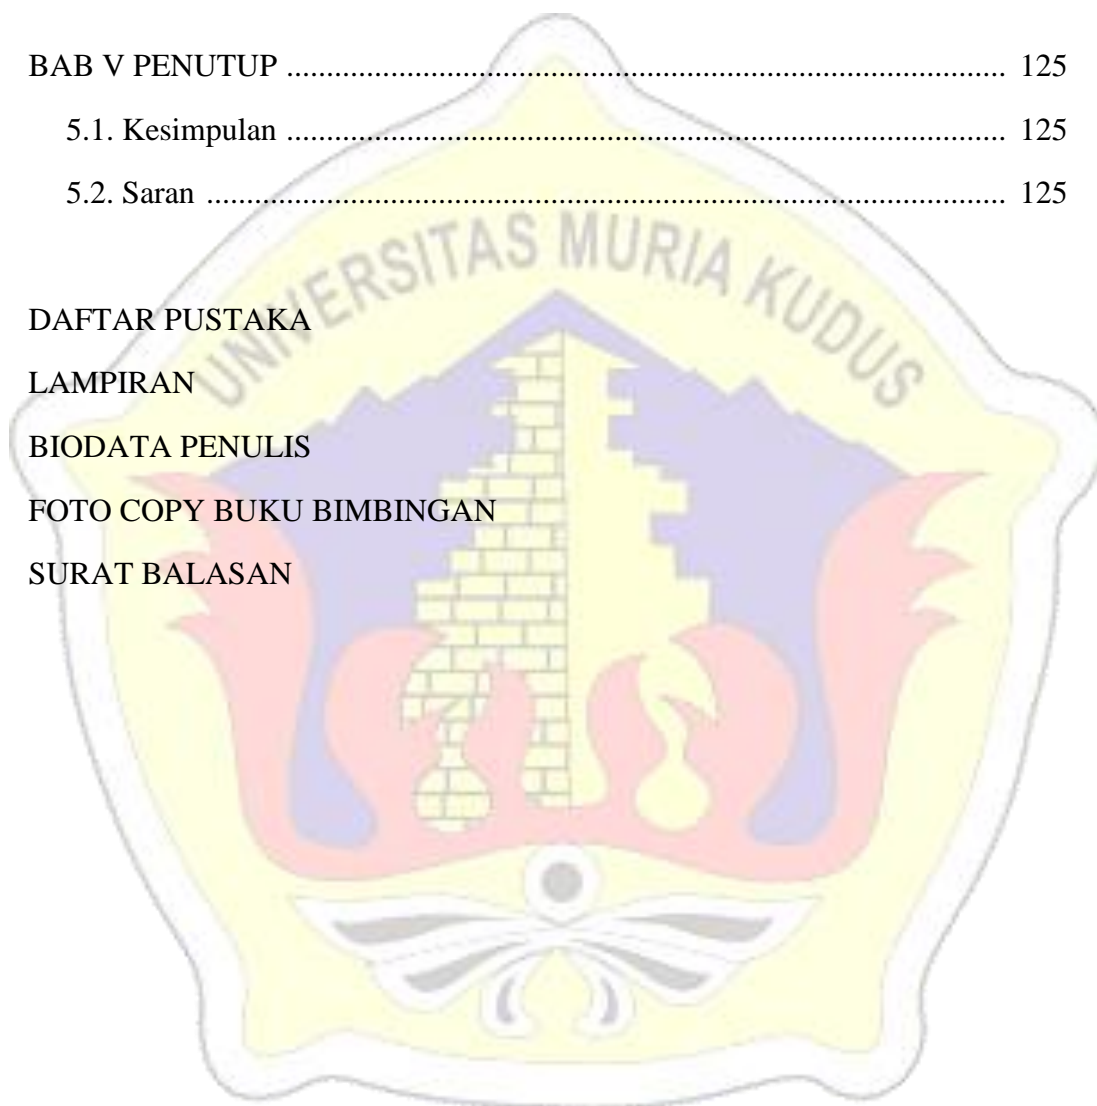 BAB V PENUTUP ........................................................................................... 125
5.1. Kesimpulan ........................................................................................... 125
5.2. Saran ..................................................................................................... 125
UNIVERSITAS MURIA KUDUS
DAFTAR PUSTAKA
LAMPIRAN
BIODATA PENULIS
FOTO COPY BUKU BIMBINGAN
SURAT BALASAN